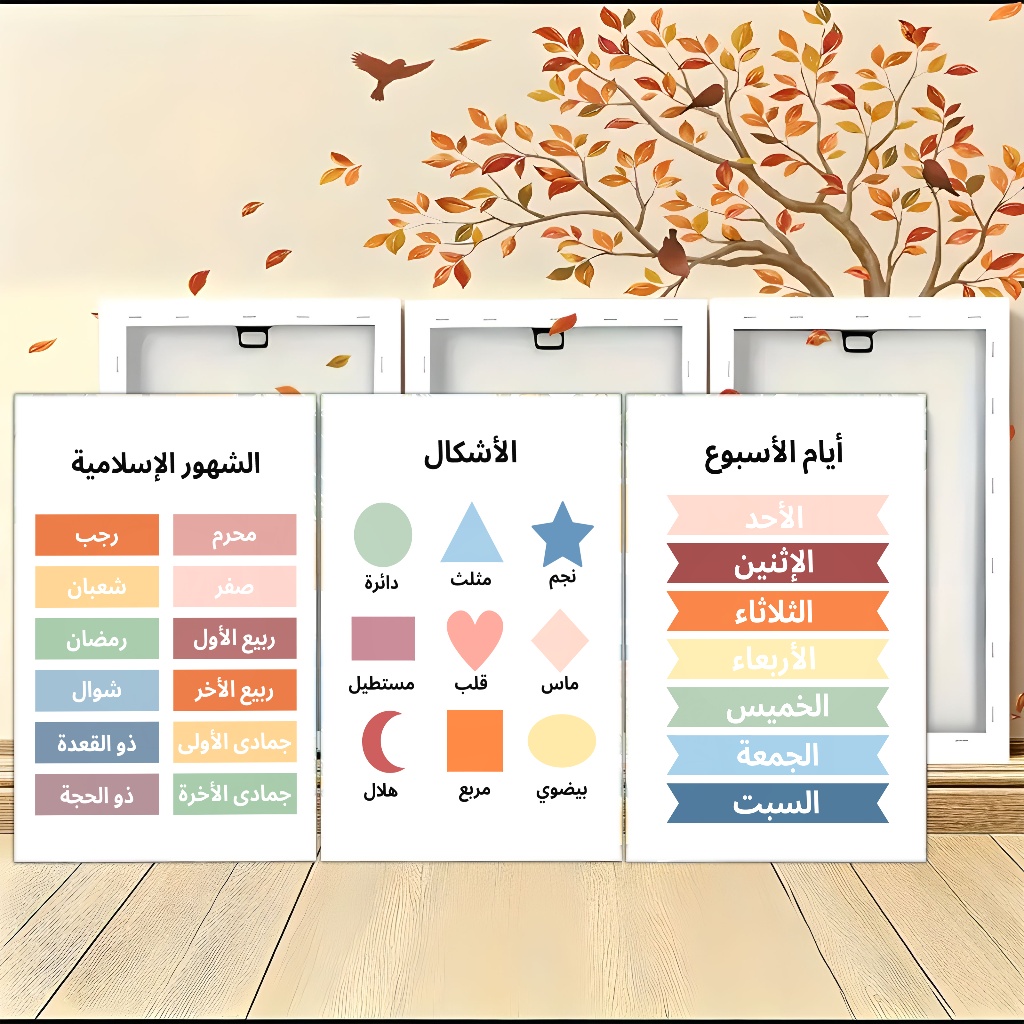 أيام الأسبوع
الأحد
الإثنين
الثلاثاء
الأربعاء
الخميس
الجمعة
السبت
الأشكال
نجم مثلث دائرة
ماس قلب مستطيل
بيضوي مربع هلال
الشهور الإسلامية
محرم رجب
صفر شعبان
ربيع الأول رمضان
ربيع الأخر شوال
جمادى الأولى ذو القعدة
جمادى الأخرة ذو الحجة